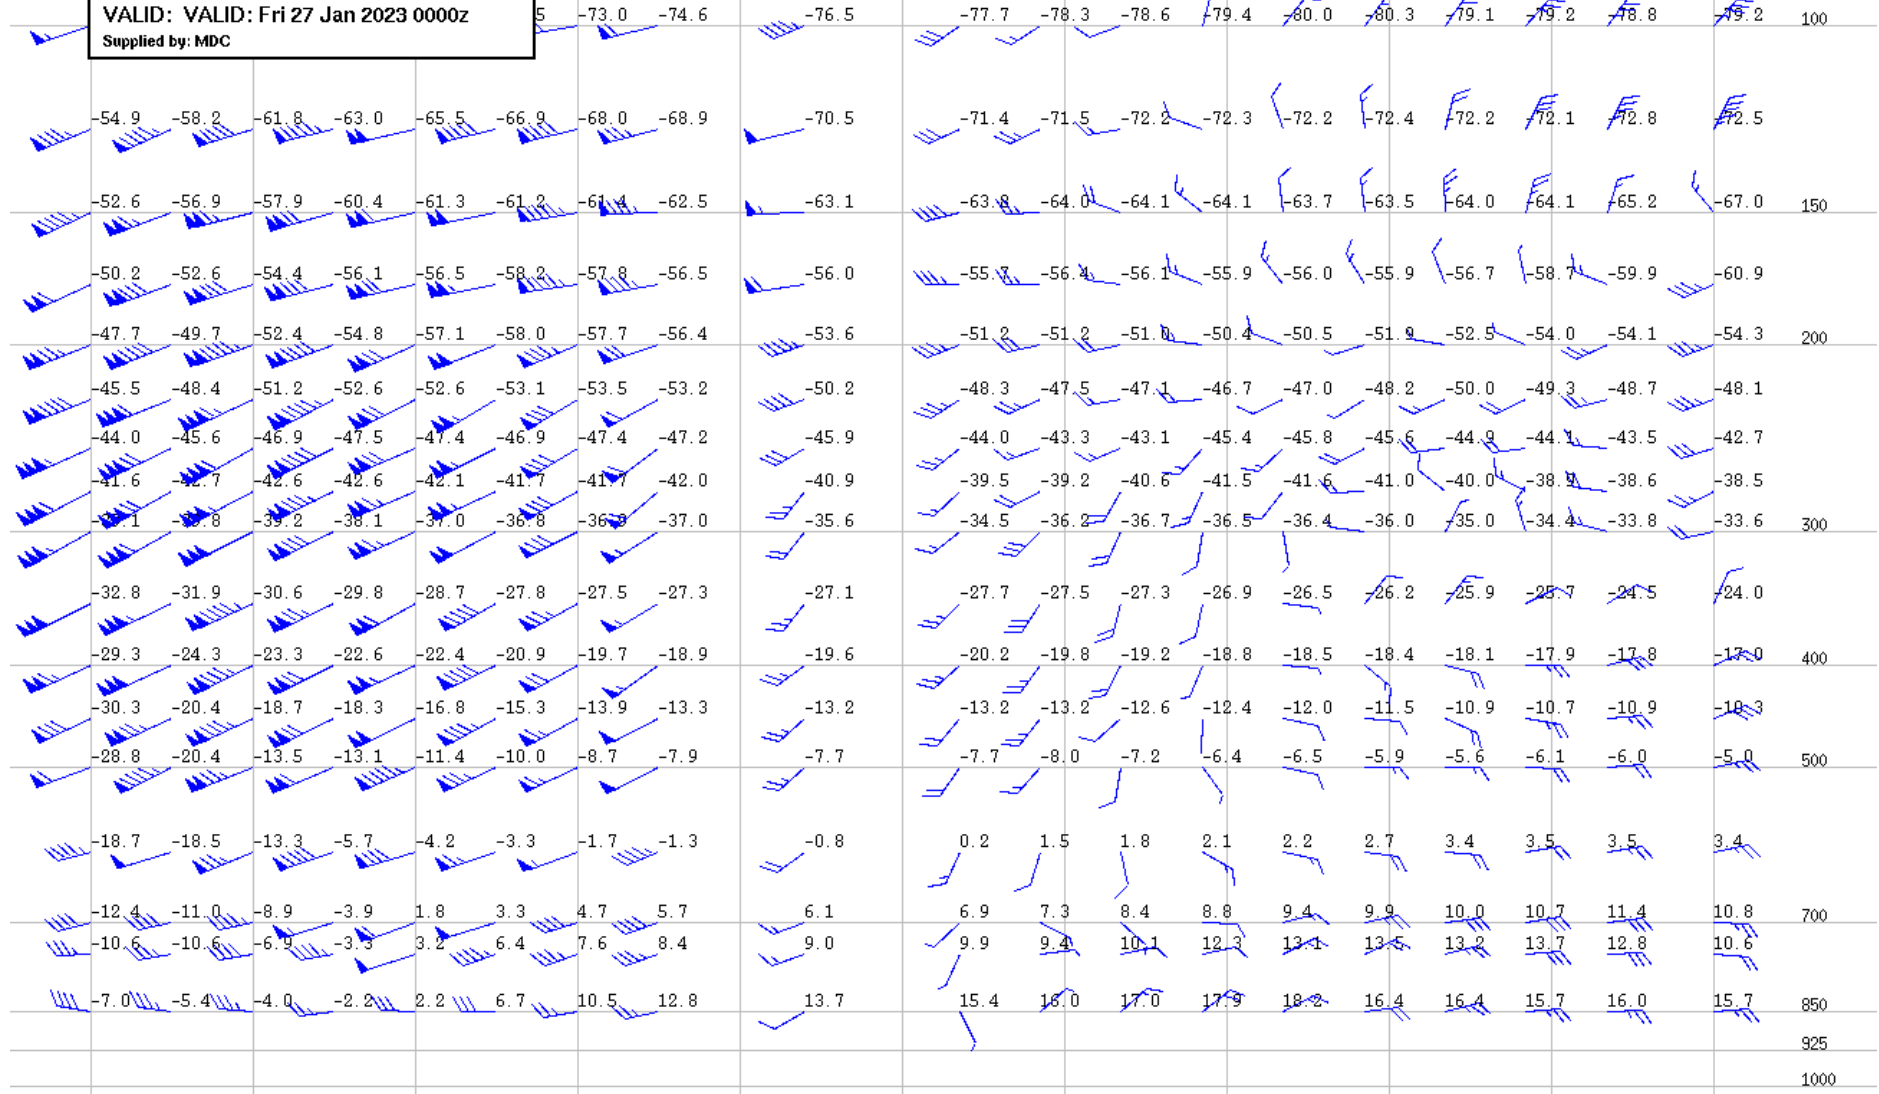 VALID: VALID: Fri 27 Jan 2023 0000z
Supplied by: MDC
5 -73.0 -74.6 -76.5 -77.7 -78.3 -78.6 -79.4 -80.0 -80.3 -79.1 -79.2 -78.8 -79.2 100
-54.9 -58.2 -61.8 -63.0 -65.5 -66.9 -68.0 -68.9 -70.5 -71.4 -71.5 -72.2 -72.3 -72.2 -72.4 -72.2 -72.1 -72.8 -72.5
-52.6 -56.9 -57.9 -60.4 -61.3 -61.2 -61.4 -62.5 -63.1 -63.8 -64.0 -64.1 -64.1 -63.7 -63.5 -64.0 -64.1 -65.2 -67.0 150
-50.2 -52.6 -54.4 -56.1 -56.5 -58.2 -57.8 -56.5 -56.0 -55.7 -56.4 -56.1 -55.9 -56.0 -55.9 -56.7 -58.7 -59.9 -60.9
-47.7 -49.7 -52.4 -54.8 -57.1 -58.0 -57.7 -56.4 -53.6 -51.2 -51.2 -51.0 -50.4 -50.5 -51.9 -52.5 -54.0 -54.1 -54.3 200
-45.5 -48.4 -51.2 -52.6 -52.6 -53.1 -53.5 -53.2 -50.2 -48.3 -47.5 -47.1 -46.7 -47.0 -48.2 -50.0 -49.3 -48.7 -48.1
-44.0 -45.6 -46.9 -47.5 -47.4 -46.9 -47.4 -47.2 -45.9 -44.0 -43.3 -43.1 -45.4 -45.8 -45.6 -44.9 -44.1 -43.5 -42.7
-41.6 -42.7 -42.6 -42.6 -42.1 -41.7 -41.7 -42.0 -40.9 -39.5 -39.2 -40.6 -41.5 -41.6 -41.0 -40.0 -38.9 -38.6 -38.5
-39.2 -38.1 -37.0 -36.8 -37.0 -35.6 -34.5 -36.2 -36.7 -36.5 -36.4 -36.0 -35.0 -34.4 -33.8 -33.6 300
-32.8 -31.9 -30.6 -29.8 -28.7 -27.8 -27.5 -27.3 -27.1 -27.7 -27.5 -27.3 -26.9 -26.5 -26.2 -25.9 -25.7 -24.5 -24.0
-29.3 -24.3 -23.3 -22.6 -22.4 -20.9 -19.7 -18.9 -19.6 -20.2 -19.8 -19.2 -18.8 -18.5 -18.4 -18.1 -17.9 -17.8 -17.0 400
-30.3 -20.4 -18.7 -18.3 -16.8 -15.3 -13.9 -13.3 -13.2 -13.2 -13.2 -12.6 -12.4 -12.0 -11.5 -10.9 -10.7 -10.9 -10.3
-28.8 -20.4 -13.5 -13.1 -11.4 -10.0 -8.7 -7.9 -7.7 -7.7 -8.0 -7.2 -6.4 -6.5 -5.9 -5.6 -6.1 -6.0 -5.0 500
-18.7 -18.5 -13.3 -5.7 -4.2 -3.3 -1.7 -1.3 -0.8 0.2 1.5 1.8 2.1 2.2 2.7 3.4 3.5 3.5 3.4
-12.4 -11.0 -8.9 -3.9 1.8 3.3 4.7 5.7 6.1 6.9 7.3 8.4 8.8 9.4 9.9 10.0 10.7 11.4 10.8 700
-10.6 -10.6 -6.9 -3.3 3.2 6.4 7.6 8.4 9.0 9.9 9.4 10.1 12.3 13.1 13.5 13.2 13.7 12.8 10.6
-7.0 -5.4 -4.0 -2.2 2.2 6.7 10.5 12.8 13.7 15.4 16.0 17.0 17.9 18.2 16.4 16.4 15.7 16.0 15.7 850
925
1000